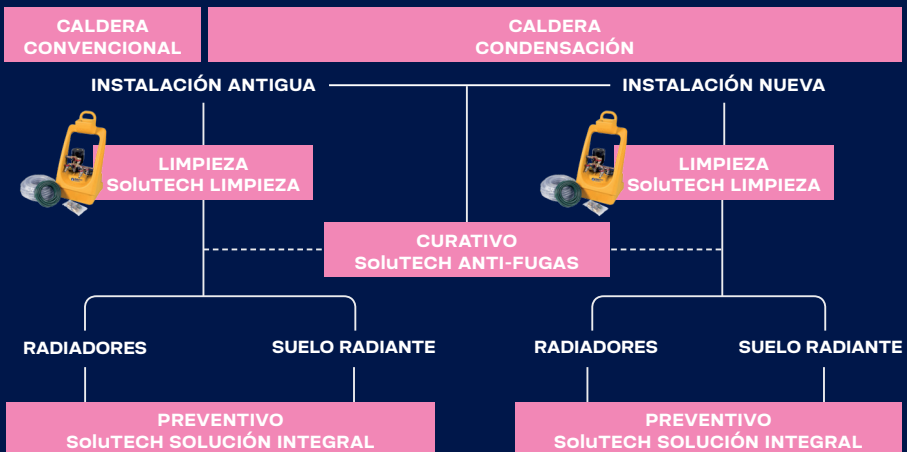 CALDERA
CONVENCIONAL
CALDERA
CONDENSACIÓN
INSTALACIÓN ANTIGUA
INSTALACIÓN NUEVA
LIMPIEZA
SoluTECH LIMPIEZA
LIMPIEZA
SoluTECH LIMPIEZA
CURATIVO
SoluTECH ANTI-FUGAS
RADIADORES
SUELO RADIANTE
RADIADORES
SUELO RADIANTE
PREVENTIVO
SoluTECH SOLUCIÓN INTEGRAL
PREVENTIVO
SoluTECH SOLUCIÓN INTEGRAL